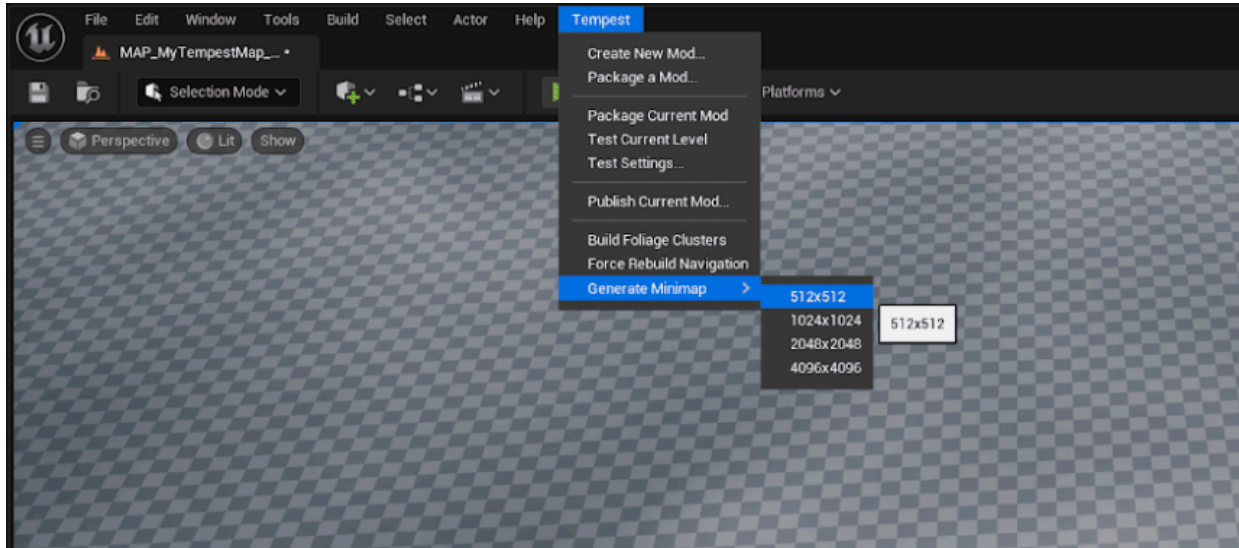 File Edit Window Tools Build Select Actor Help Tempest
MAP_MyTempestMap_... •
Selection Mode
Platforms
Perspective Lit Show
Create New Mod...
Package a Mod...
Package Current Mod
Test Current Level
Test Settings...
Publish Current Mod...
Build Foliage Clusters
Force Rebuild Navigation
Generate Minimap >
512x512
1024x1024
2048x2048
4096x4096
512x512